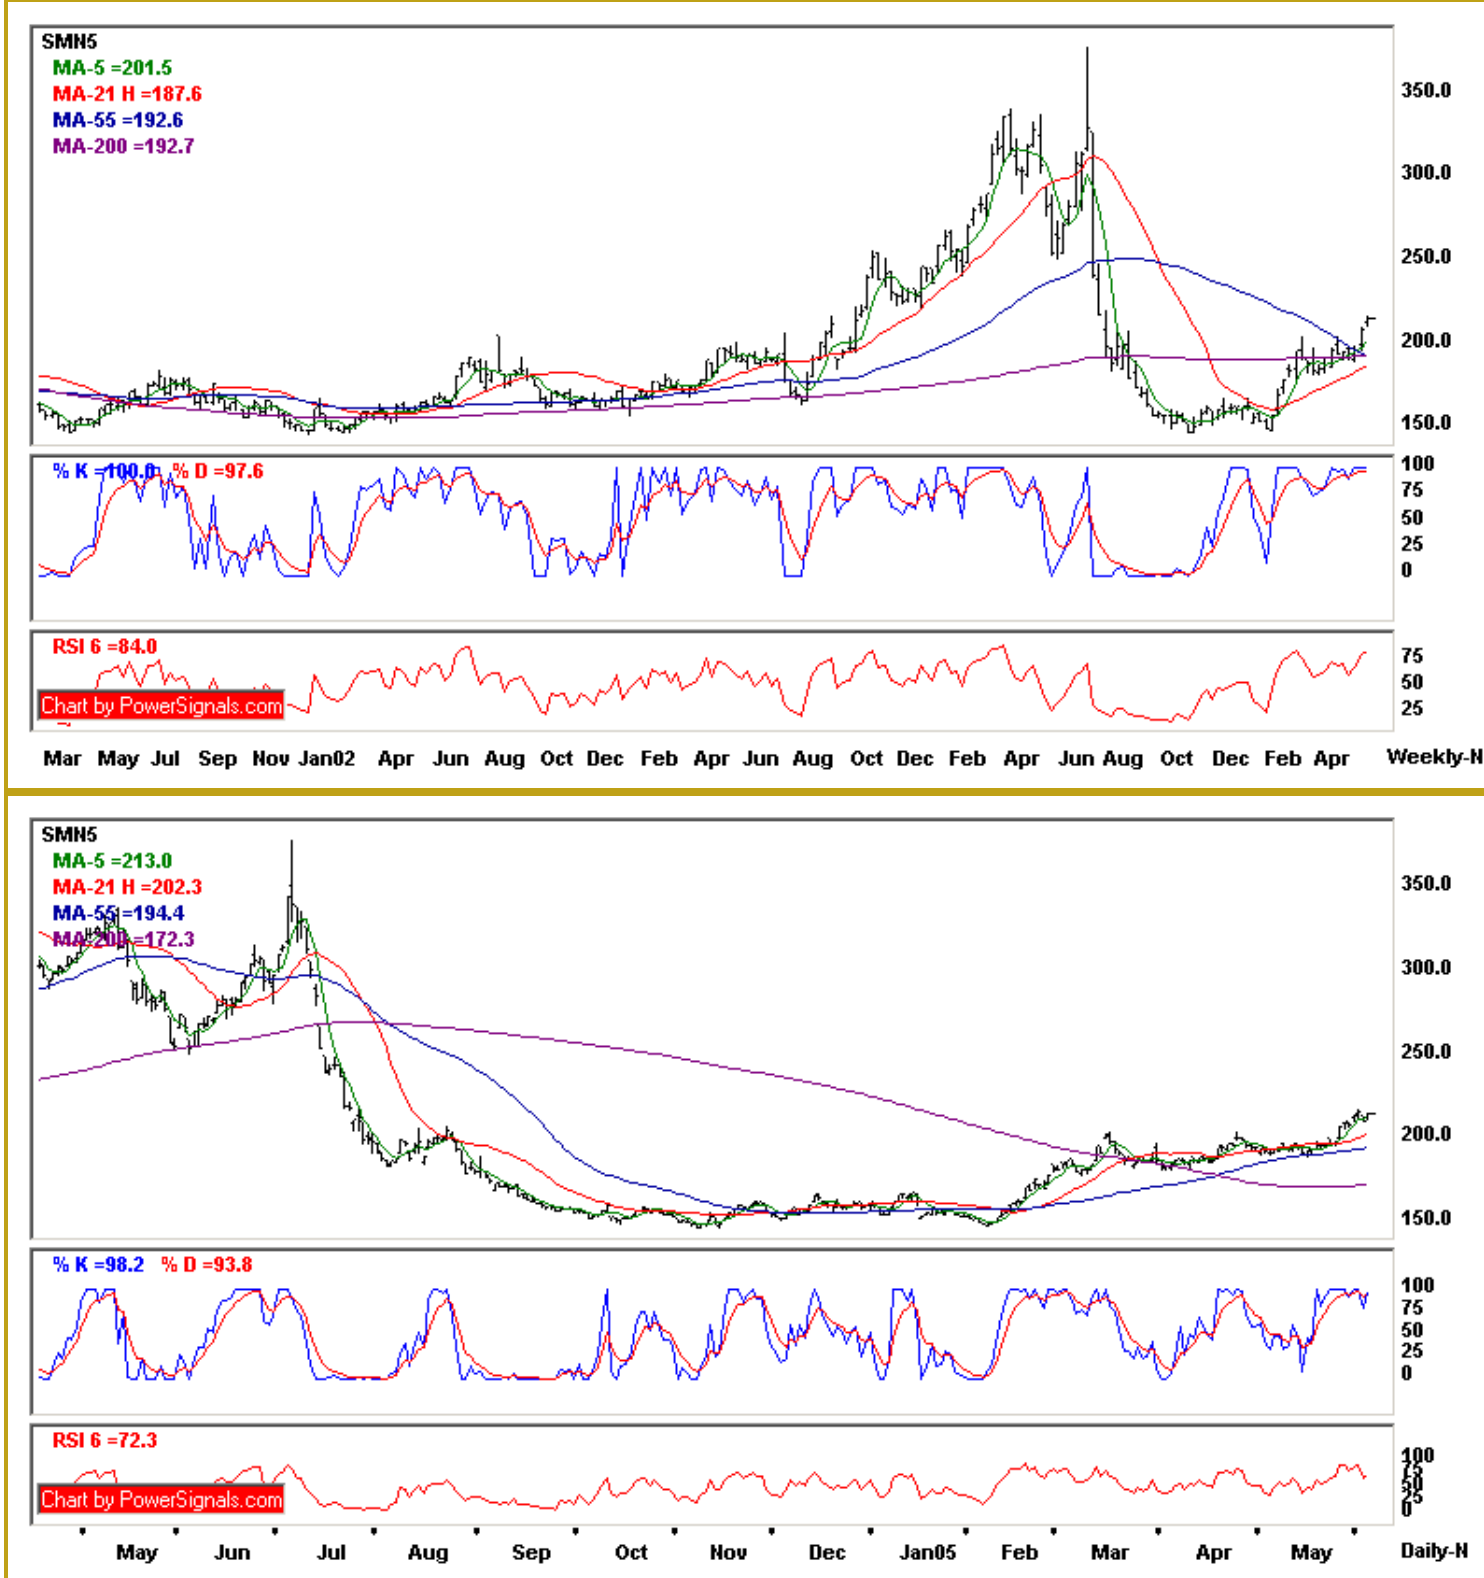 SMN5
MA-5 =201.5
MA-21 H =187.6
MA-55 =192.6
MA-200 =192.7
350.0
300.0
250.0
200.0
150.0
% K =100.0 % D =97.6
100
75
50
25
0
RSI 6 =84.0
75
50
25
Chart by PowerSignals.com
Mar May Jul Sep Nov Jan02 Apr Jun Aug Oct Dec Feb Apr Jun Aug Oct Dec Feb Apr Jun Aug Oct Dec Feb Apr Weekly-N
SMN5
MA-5 =213.0
MA-21 H =202.3
MA-55 =194.4
MA-200 =172.3
350.0
300.0
250.0
200.0
150.0
% K =98.2 % D =93.8
100
75
50
25
0
RSI 6 =72.3
100
75
50
25
0
Chart by PowerSignals.com
May Jun Jul Aug Sep Oct Nov Dec Jan05 Feb Mar Apr May Daily-N